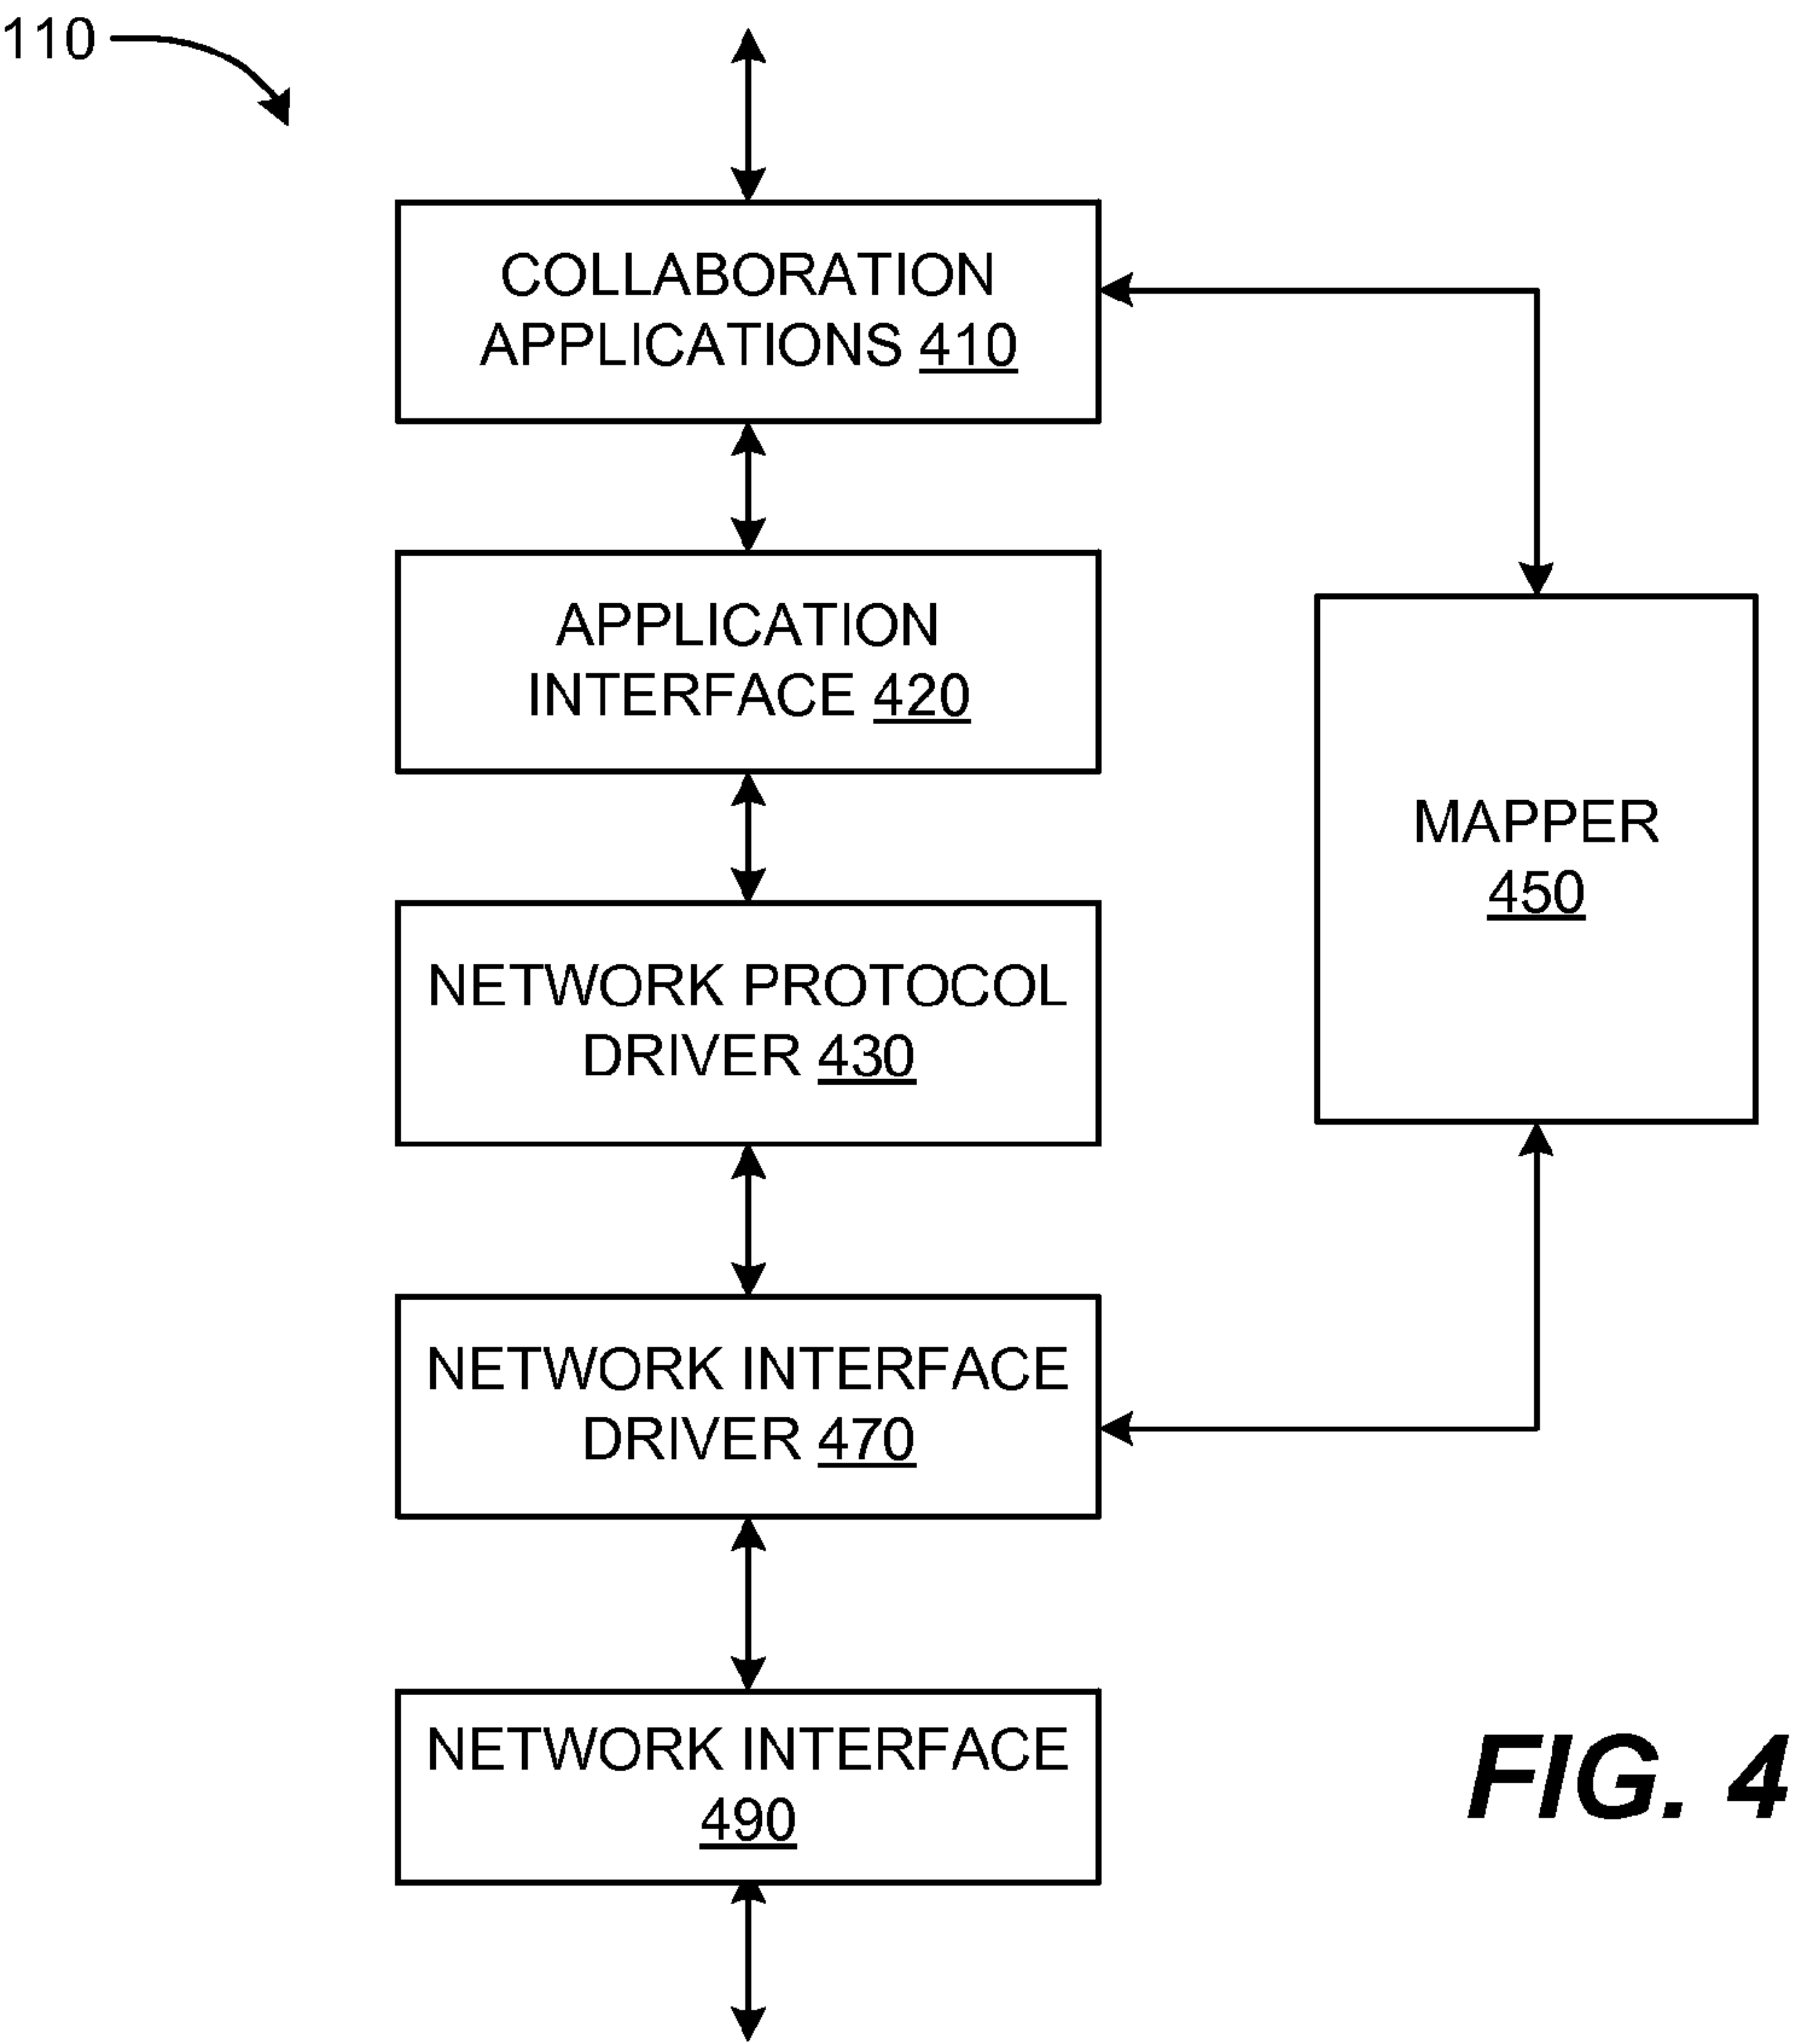 110
COLLABORATION
APPLICATIONS 410
APPLICATION
INTERFACE 420
MAPPER
450
NETWORK PROTOCOL
DRIVER 430
NETWORK INTERFACE
DRIVER 470
NETWORK INTERFACE
490
FIG. 4